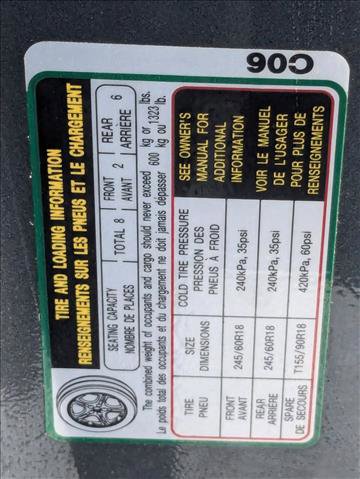 TIRE AND LOADING INFORMATION
RENSEIGNEMENTS SUR LES PNEUS ET LE CHARGEMENT
SEATING CAPACITY
NOMBRE DE PLACES
TOTAL 8
FRONT
AVANT
2
REAR
ARRIÈRE
6
The combined weight of occupants and cargo should never exceed 600 kg or 1323 lbs.
Le poids total des occupants et du chargement ne doit jamais dépasser 600 kg ou 1323 lbs.
TIRE
PNEU
SIZE
DIMENSIONS
COLD TIRE PRESSURE
PRESSION DES
PNEUS À FROID
SEE OWNER'S
MANUAL FOR
ADDITIONAL
INFORMATION
VOIR LE MANUEL
DE L'USAGER
POUR PLUS DE
RENSEIGNEMENTS
FRONT
AVANT
245/60R18
240kPa, 35psi
REAR
ARRIÈRE
245/60R18
240kPa, 35psi
SPARE
DE SECOURS
T155/90R18
420kPa, 60psi
C06